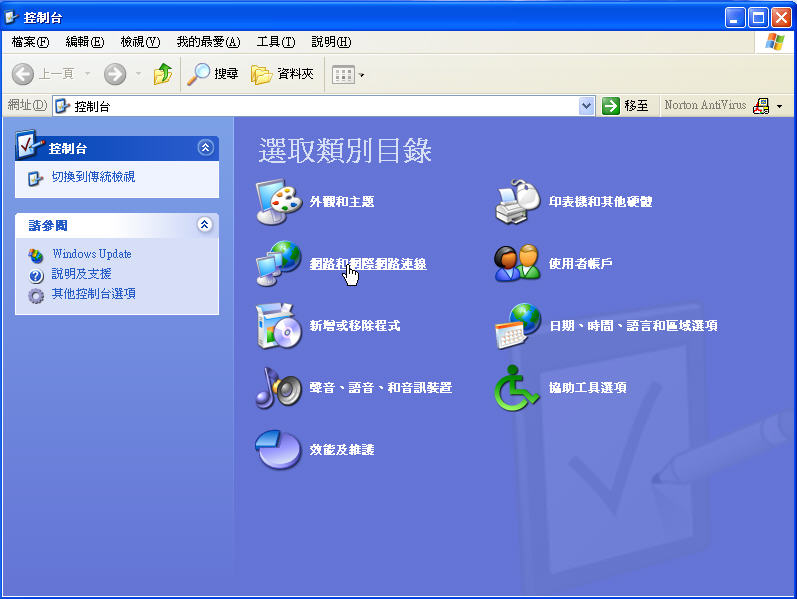 控制台
檔案(F) 編輯(E) 檢視(V) 我的最愛(A) 工具(T) 說明(H)
上一頁 搜尋 資料夾
網址(D) 控制台 移至 Norton AntiVirus
控制台
切換到傳統檢視
請參閱
Windows Update
說明及支援
其他控制台選項
選取類別目錄
外觀和主題
印表機和其他硬體
網路和網際網路連線
使用者帳戶
新增或移除程式
日期、時間、語言和區域選項
聲音、語音、和音訊裝置
協助工具選項
效能及維護